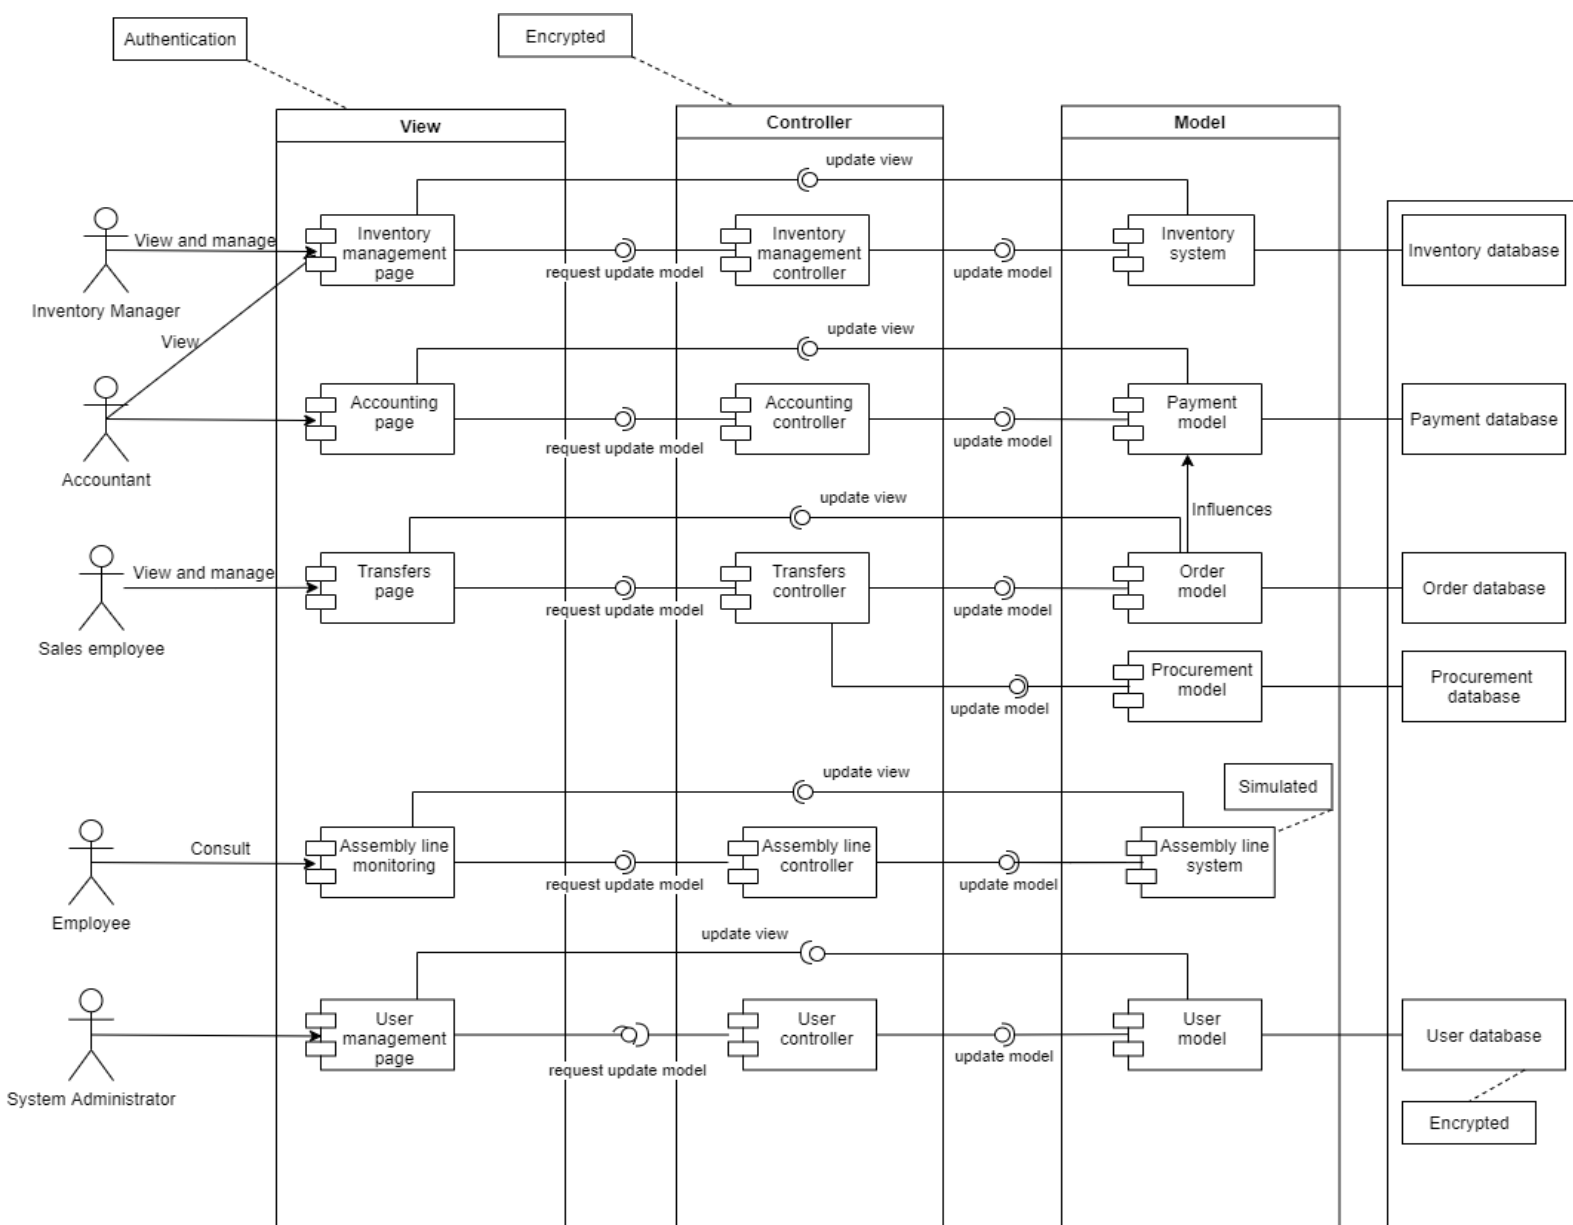 Authentication
Encrypted
View
Controller
Model
update view
View and manage
Inventory
management
page
request update model
Inventory
management
controller
update model
Inventory
system
Inventory database
Inventory Manager
View
update view
Accounting
page
request update model
Accounting
controller
update model
Payment
model
Payment database
Accountant
update view
Influences
View and manage
Transfers
page
request update model
Transfers
controller
update model
Order
model
Order database
Sales employee
update model
Procurement
model
Procurement
database
update view
Simulated
Consult
Assembly line
monitoring
request update model
Assembly line
controller
update model
Assembly line
system
Employee
update view
User
management
page
request update model
User
controller
update model
User
model
User database
System Administrator
Encrypted